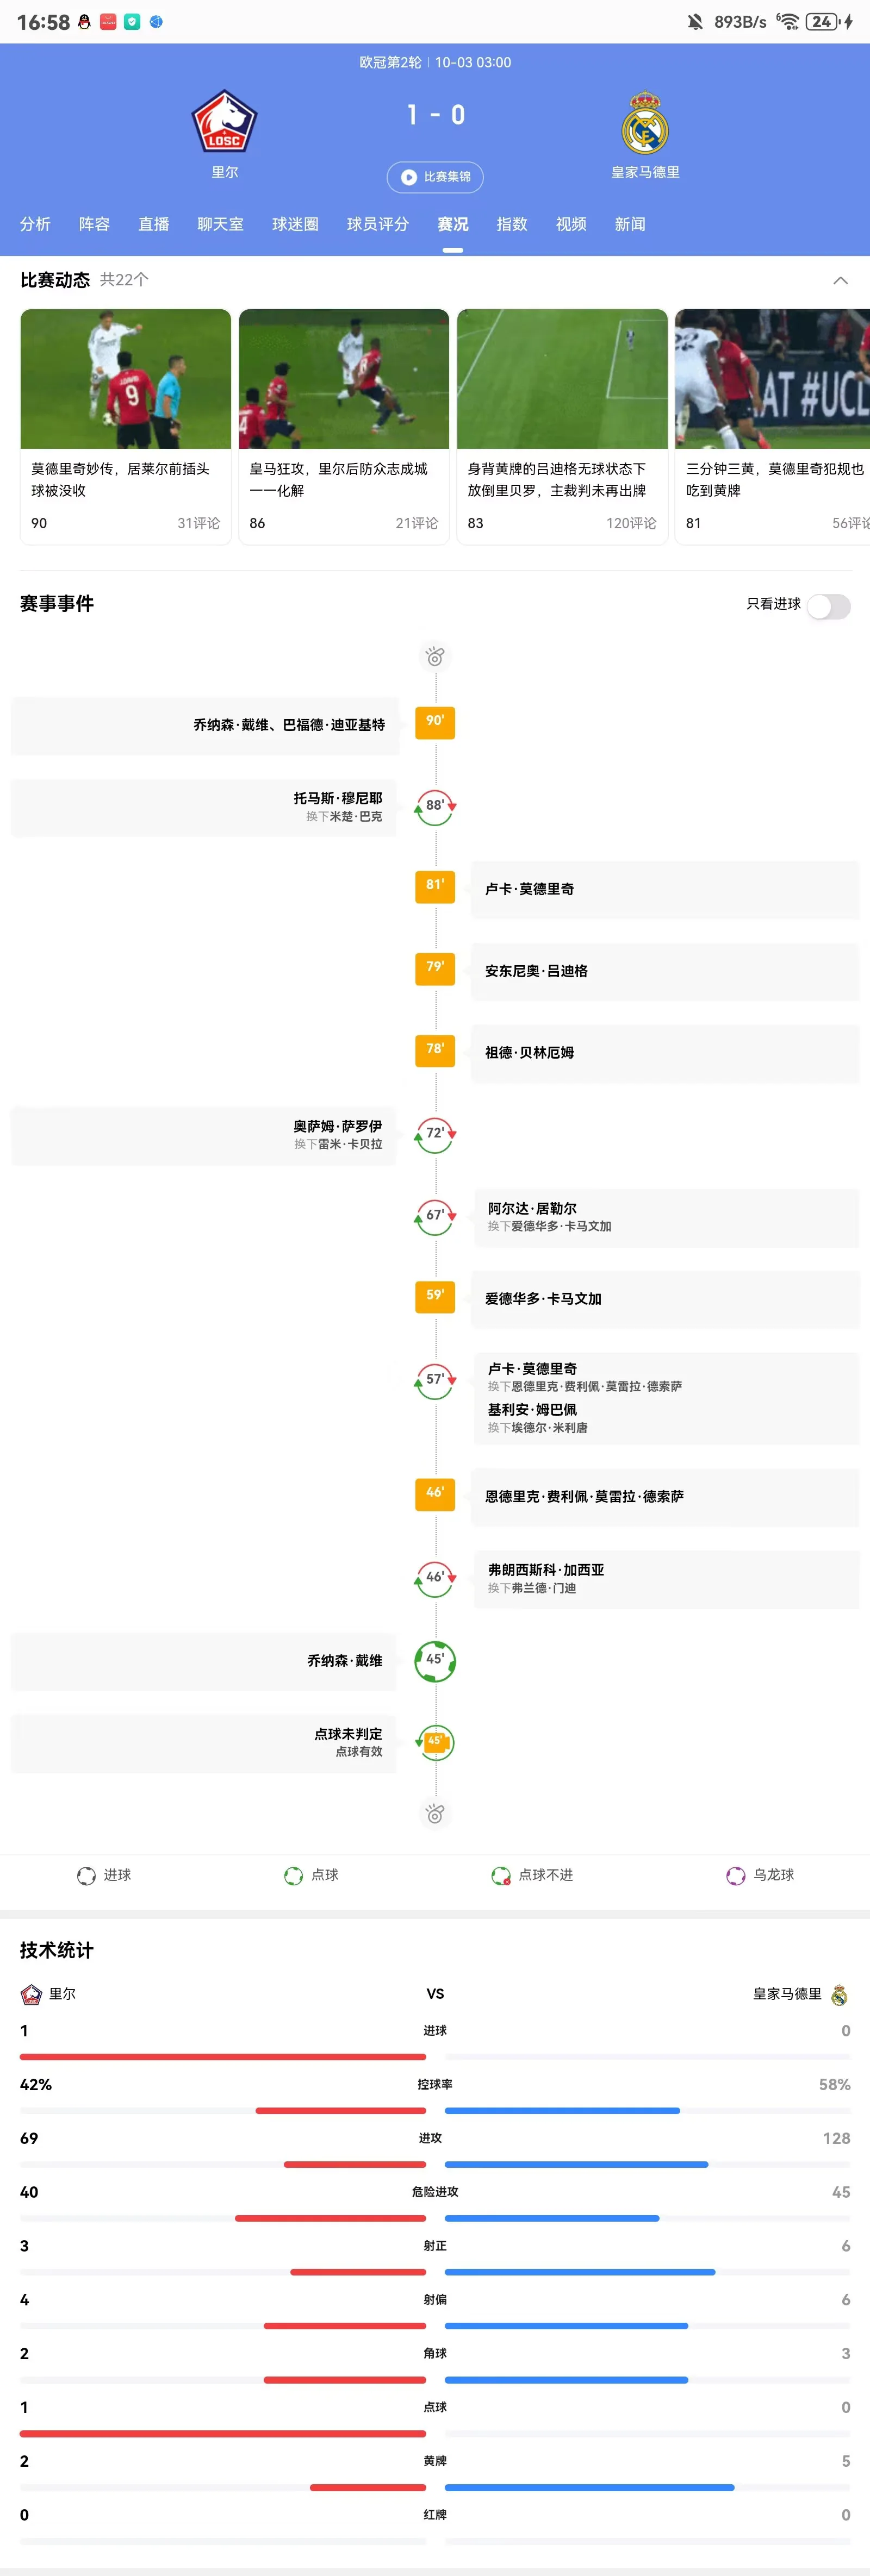 16:58
893B/s 6 24
欧冠第2轮 | 10-03 03:00
1 - 0
LOSC
里尔
皇家马德里
比赛集锦
分析 阵容 直播 聊天室 球迷圈 球员评分 赛况 指数 视频 新闻
比赛动态 共22个
J.DAVID
9
AT #UCL
莫德里奇妙传，居莱尔前插头
球被没收
90 31评论
皇马狂攻，里尔后防众志成城
一一化解
86 21评论
身背黄牌的吕迪格无球状态下
放倒里贝罗，主裁判未再出牌
83 120评论
三分钟三黄，莫德里奇犯规也
吃到黄牌
81 56评论
赛事事件
只看进球
乔纳森·戴维、巴福德·迪亚基特 90'
托马斯·穆尼耶 88'
换下米楚·巴克
81' 卢卡·莫德里奇
79' 安东尼奥·吕迪格
78' 祖德·贝林厄姆
奥萨姆·萨罗伊 72'
换下雷米·卡贝拉
67' 阿尔达·居勒尔
换下爱德华多·卡马文加
59' 爱德华多·卡马文加
57' 卢卡·莫德里奇
换下恩德里克·费利佩·莫雷拉·德索萨
基利安·姆巴佩
换下埃德尔·米利唐
46' 恩德里克·费利佩·莫雷拉·德索萨
46' 弗朗西斯科·加西亚
换下弗兰德·门迪
乔纳森·戴维 45'
点球未判定 45'
点球有效
进球 点球 点球不进 乌龙球
技术统计
里尔 VS 皇家马德里
1 进球 0
42% 控球率 58%
69 进攻 128
40 危险进攻 45
3 射正 6
4 射偏 6
2 角球 3
1 点球 0
2 黄牌 5
0 红牌 0